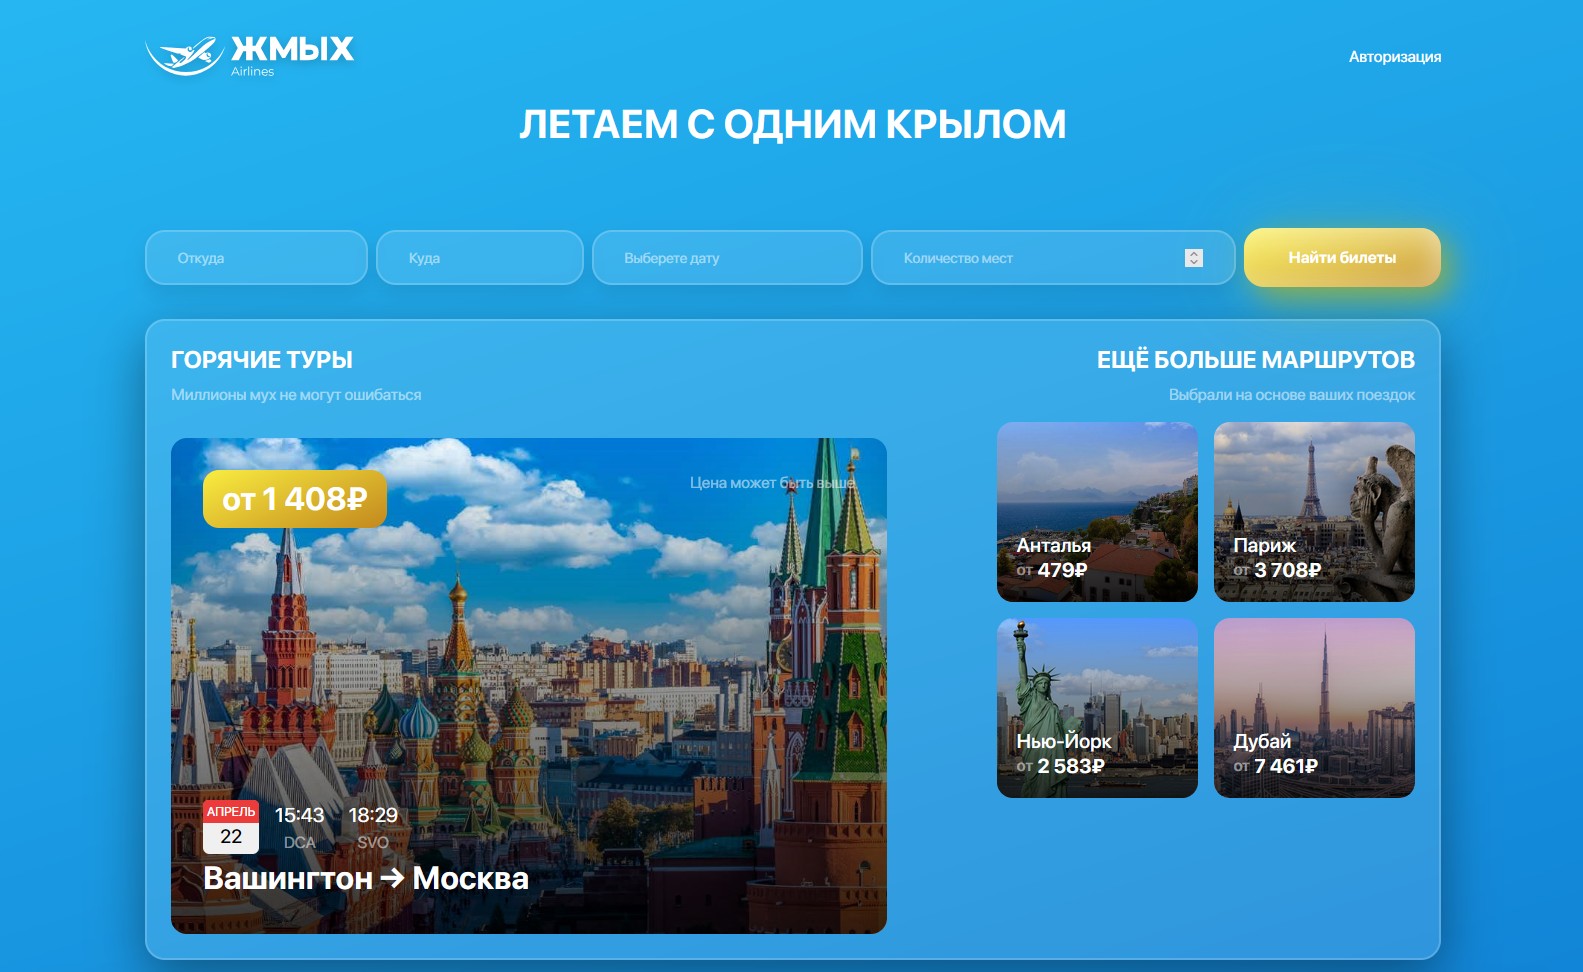 ЖМЫХ
Airlines
Авторизация
ЛЕТАЕМ С ОДНИМ КРЫЛОМ
Откуда
Куда
Выберете дату
Количество мест
Найти билеты
ГОРЯЧИЕ ТУРЫ
Миллионы мух не могут ошибаться
от 1 408₽
Цена может быть выше
АПРЕЛЬ
22
15:43
DCA
18:29
SVO
Вашингтон → Москва
ЕЩЁ БОЛЬШЕ МАРШРУТОВ
Выбрали на основе ваших поездок
Анталья
от 479₽
Париж
от 3 708₽
Нью-Йорк
от 2 583₽
Дубай
от 7 461₽